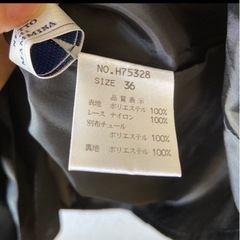 NO.H75328
SIZE 36
品質表示
表地 ポリエステル 100%
レース ナイロン 100%
別布チュール
ポリエステル 100%
裏地 ポリエステル 100%